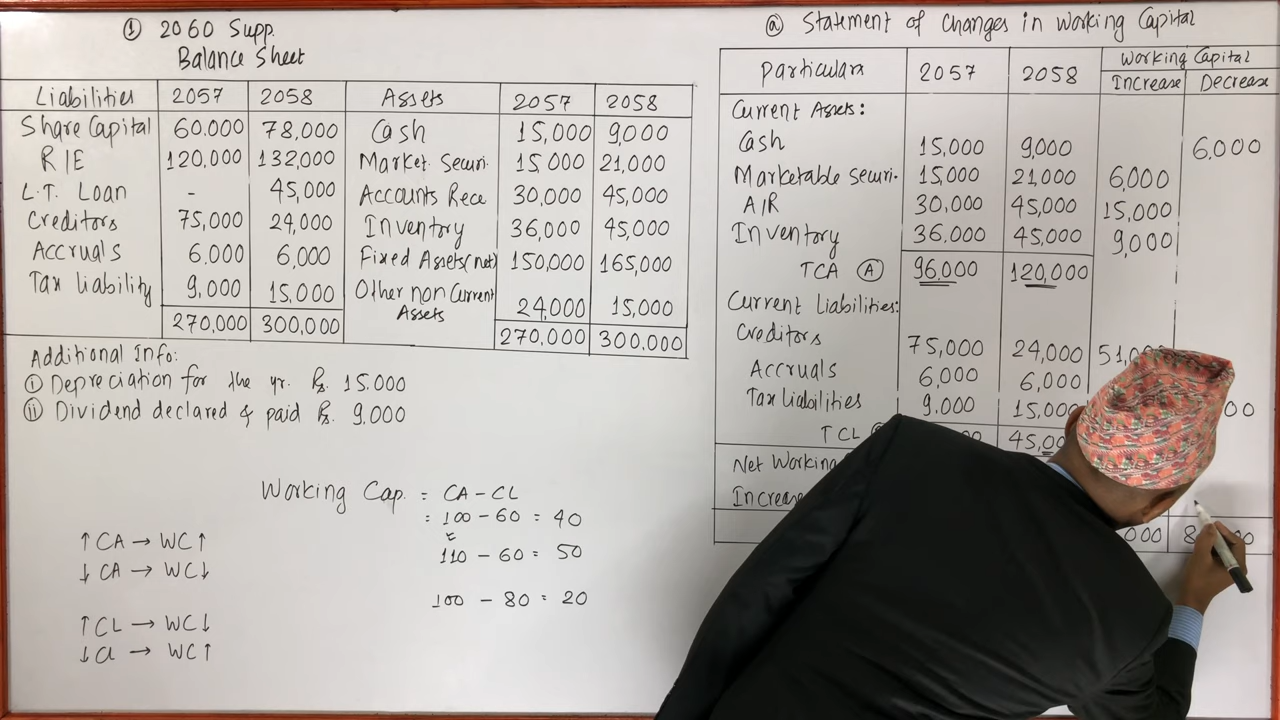 ① 2060 Supp.
Balance Sheet
Liabilities 2057 2058 Assets 2057 2058
Share Capital 60.000 78,000 Cash 15,000 9,000
R/E 120,000 132,000 Market. Securi. 15.000 21,000
L.T. Loan - 45,000 Accounts Rece 30,000 45,000
Creditors 75,000 24,000 Inventory 36,000 45,000
Accruals 6.000 6,000 Fixed Assets(net) 150,000 165,000
Tax liability 9,000 15,000 Other non Current
Assets 24,000 15,000
270,000 300,000 270,000 300.000
Additional Info:
ⓘ Depreciation for the yr. Rs. 15.000
ⓘⓘ Dividend declared & paid Rs. 9,000
Working Cap. = CA - CL
= 100 - 60 = 40
110 - 60 = 50
100 - 80 = 20
↑ CA → WC ↑
↓ CA → WC ↓
↑ CL → WC ↓
↓ CL → WC ↑
ⓐ Statement of Changes in Working Capital
Particulars 2057 2058 Working Capital
Increase Decrease
Current Assets:
Cash 15,000 9,000 6,000
Marketable Securi. 15,000 21,000 6,000
A/R 30,000 45,000 15,000
Inventory 36.000 45,000 9,000
TCA Ⓐ 96.000 120,000
Current Liabilities:
Creditors 75,000 24,000
Accruals 6,000 6,000
Tax Liabilities 9,000
TCL
Net Working
Increase